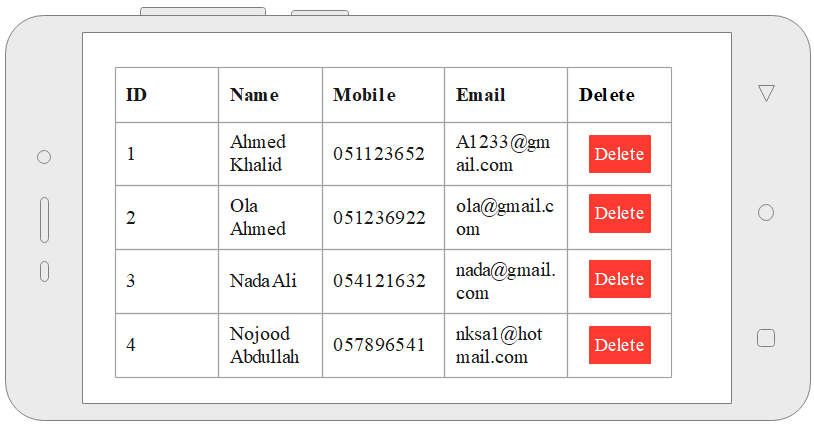 ID Name Mobile Email Delete
1 Ahmed Khalid 051123652 A1233@gmail.com Delete
2 Ola Ahmed 051236922 ola@gmail.com Delete
3 Nada Ali 054121632 nada@gmail.com Delete
4 Nojood Abdullah 057896541 nksa1@hotmail.com Delete